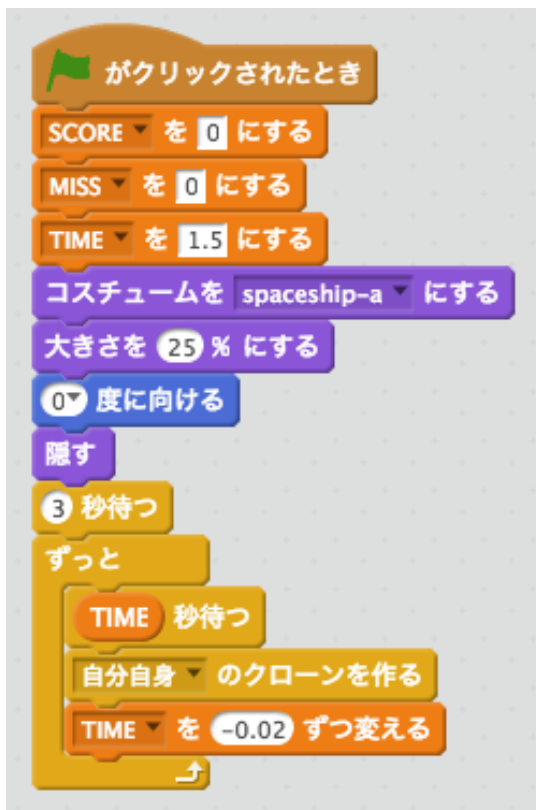 がクリックされたとき
SCORE を 0 にする
MISS を 0 にする
TIME を 1.5 にする
コスチュームを spaceship-a にする
大きさを 25 % にする
0 度に向ける
隠す
3 秒待つ
ずっと
TIME 秒待つ
自分自身 のクローンを作る
TIME を -0.02 ずつ変える